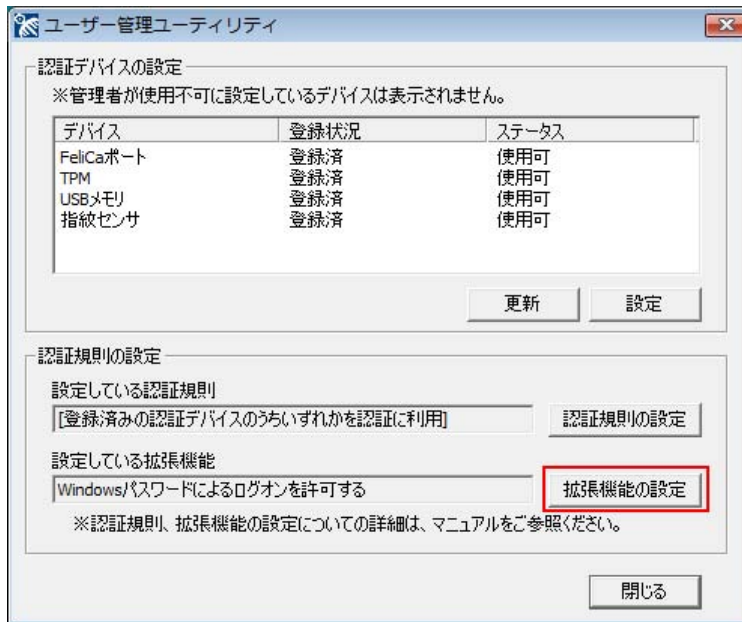 ユーザー管理ユーティリティ
認証デバイスの設定
※管理者が使用不可に設定しているデバイスは表示されません。
デバイス 登録状況 ステータス
FeliCaポート 登録済 使用可
TPM 登録済 使用可
USBメモリ 登録済 使用可
指紋センサ 登録済 使用可
更新 設定
認証規則の設定
設定している認証規則
[登録済みの認証デバイスのうちいずれかを認証に利用] 認証規則の設定
設定している拡張機能
Windowsパスワードによるログオンを許可する 拡張機能の設定
※認証規則、拡張機能の設定についての詳細は、マニュアルをご参照ください。
閉じる